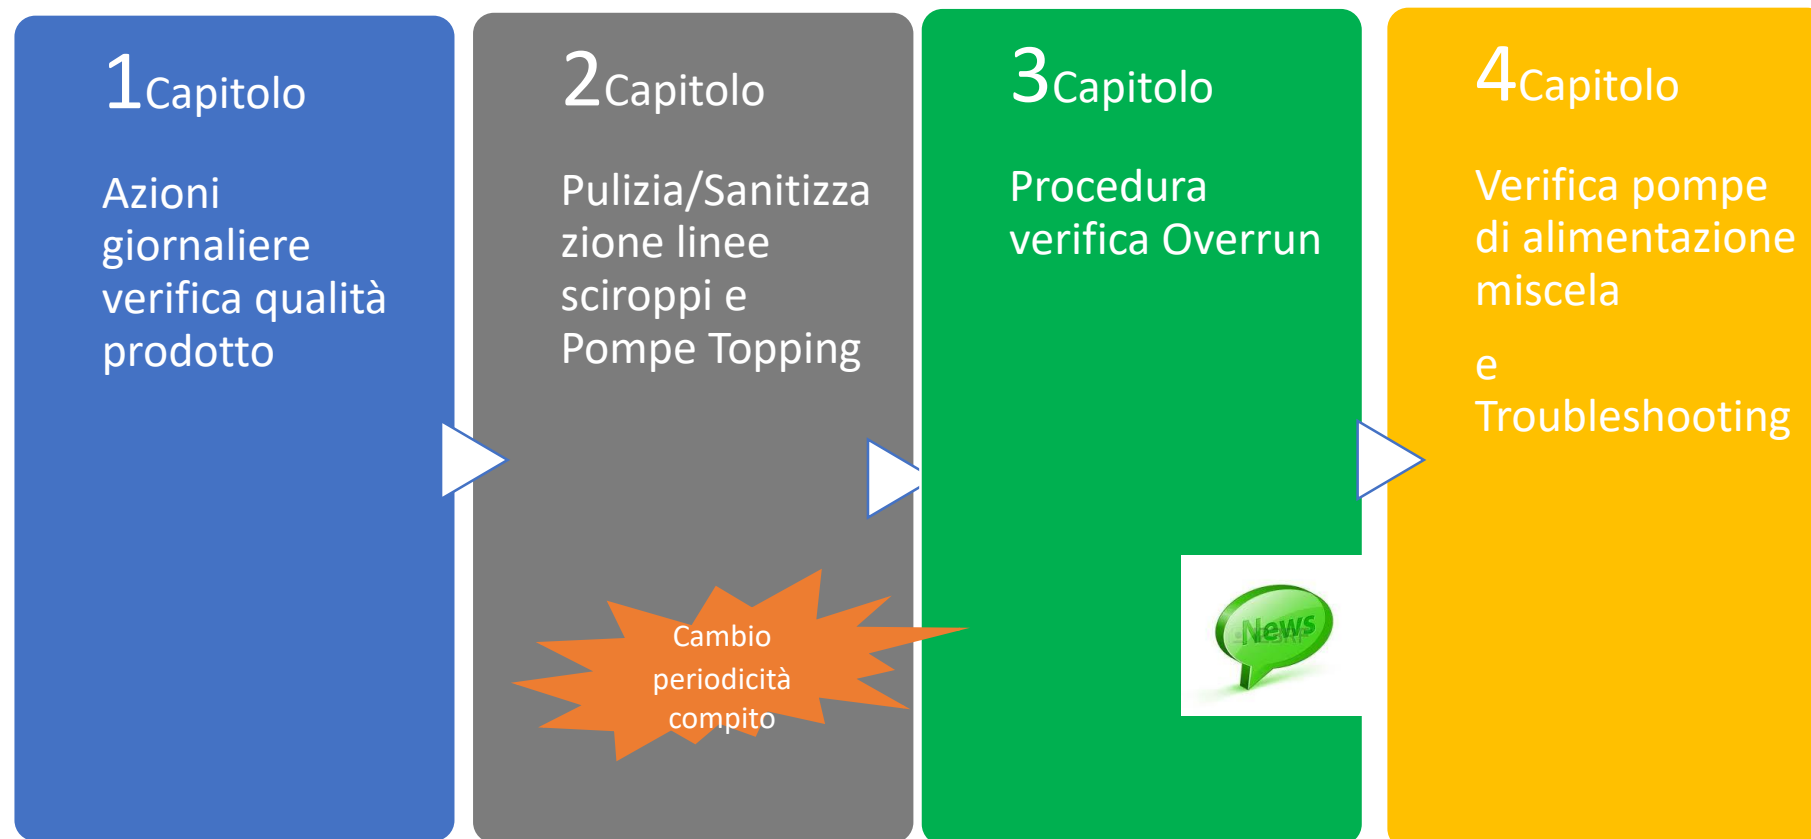 1Capitolo
Azioni
giornaliere
verifica qualità
prodotto
2Capitolo
Pulizia/Sanitizza
zione linee
sciroppi e
Pompe Topping
Cambio
periodicità
compito
3Capitolo
Procedura
verifica Overrun
News
4Capitolo
Verifica pompe
di alimentazione
miscela
e
Troubleshooting